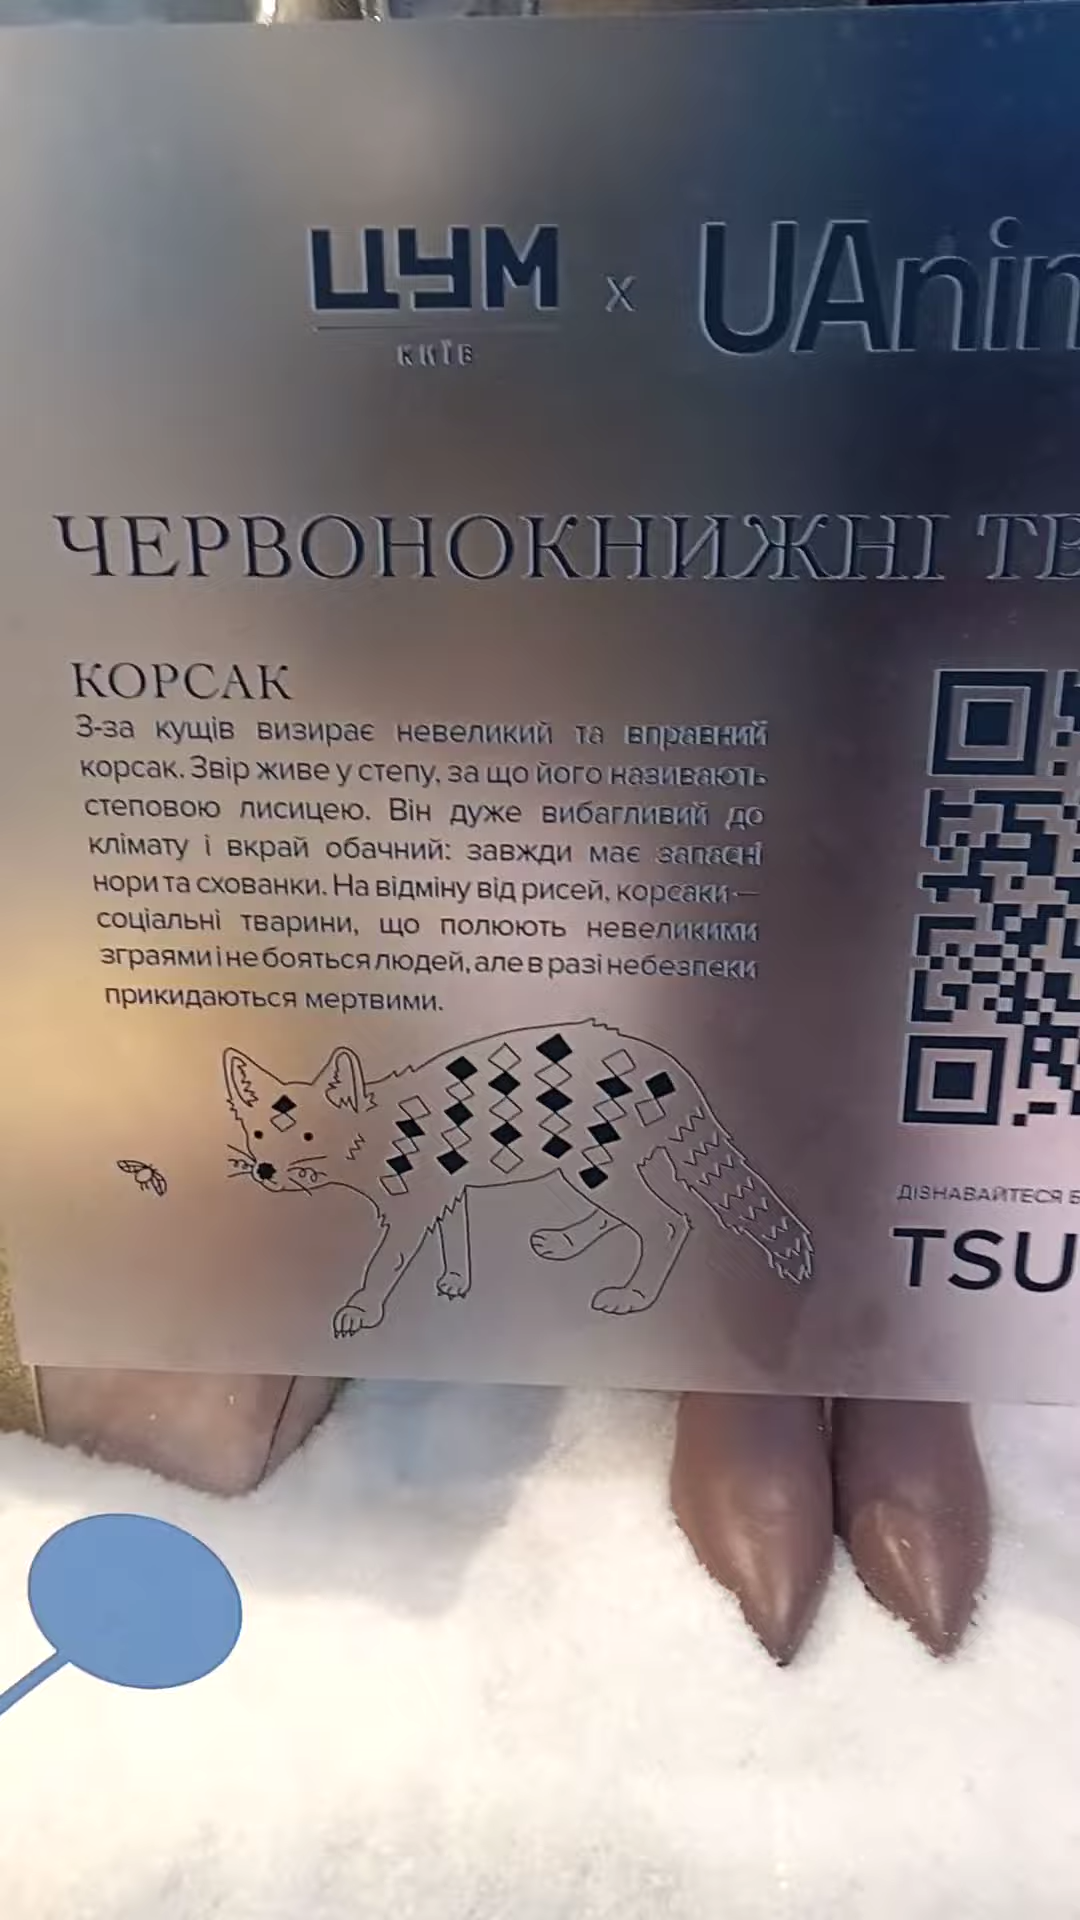 ЦУМ х UAnim
КИЇВ
ЧЕРВОНОКНИЖНІ ТВ
КОРСАК
З-за кущів визирає невеликий та вправний
корсак. Звір живе у степу, за що його називають
степовою лисицею. Він дуже вибагливий до
клімату і вкрай обачний: завжди має запасні
нори та схованки. На відміну від рисей, корсаки—
соціальні тварини, що полюють невеликими
зграями і не бояться людей, але в разі небезпеки
прикидаються мертвими.
ДІЗНАВАЙТЕСЯ Б
TSU